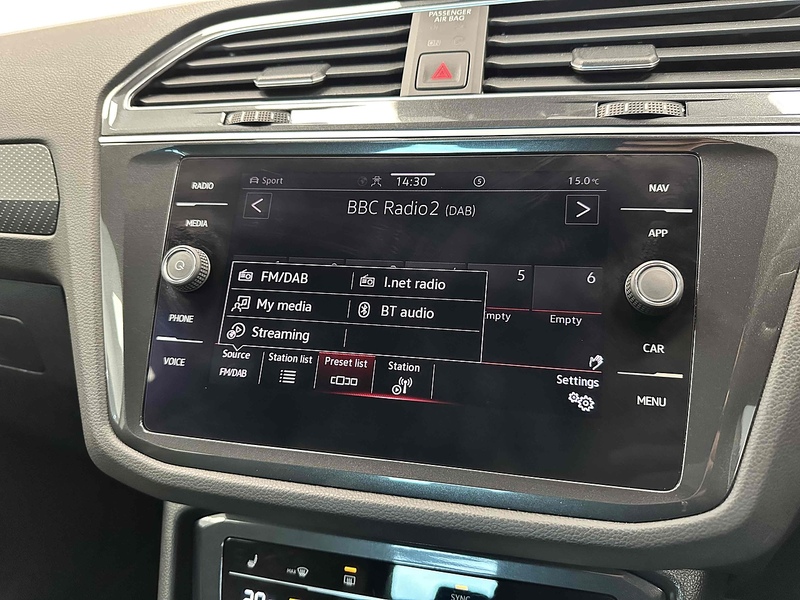 PASSENGER
AIR BAG
RADIO
MEDIA
PHONE
VOICE
Sport
14:30
S
15.0°C
BBC Radio2 (DAB)
NAV
APP
CAR
MENU
5
6
mpty
Empty
FM/DAB
I.net radio
My media
BT audio
Streaming
Source
FM/DAB
Station list
Preset list
Station
Settings
MAX
SYNC